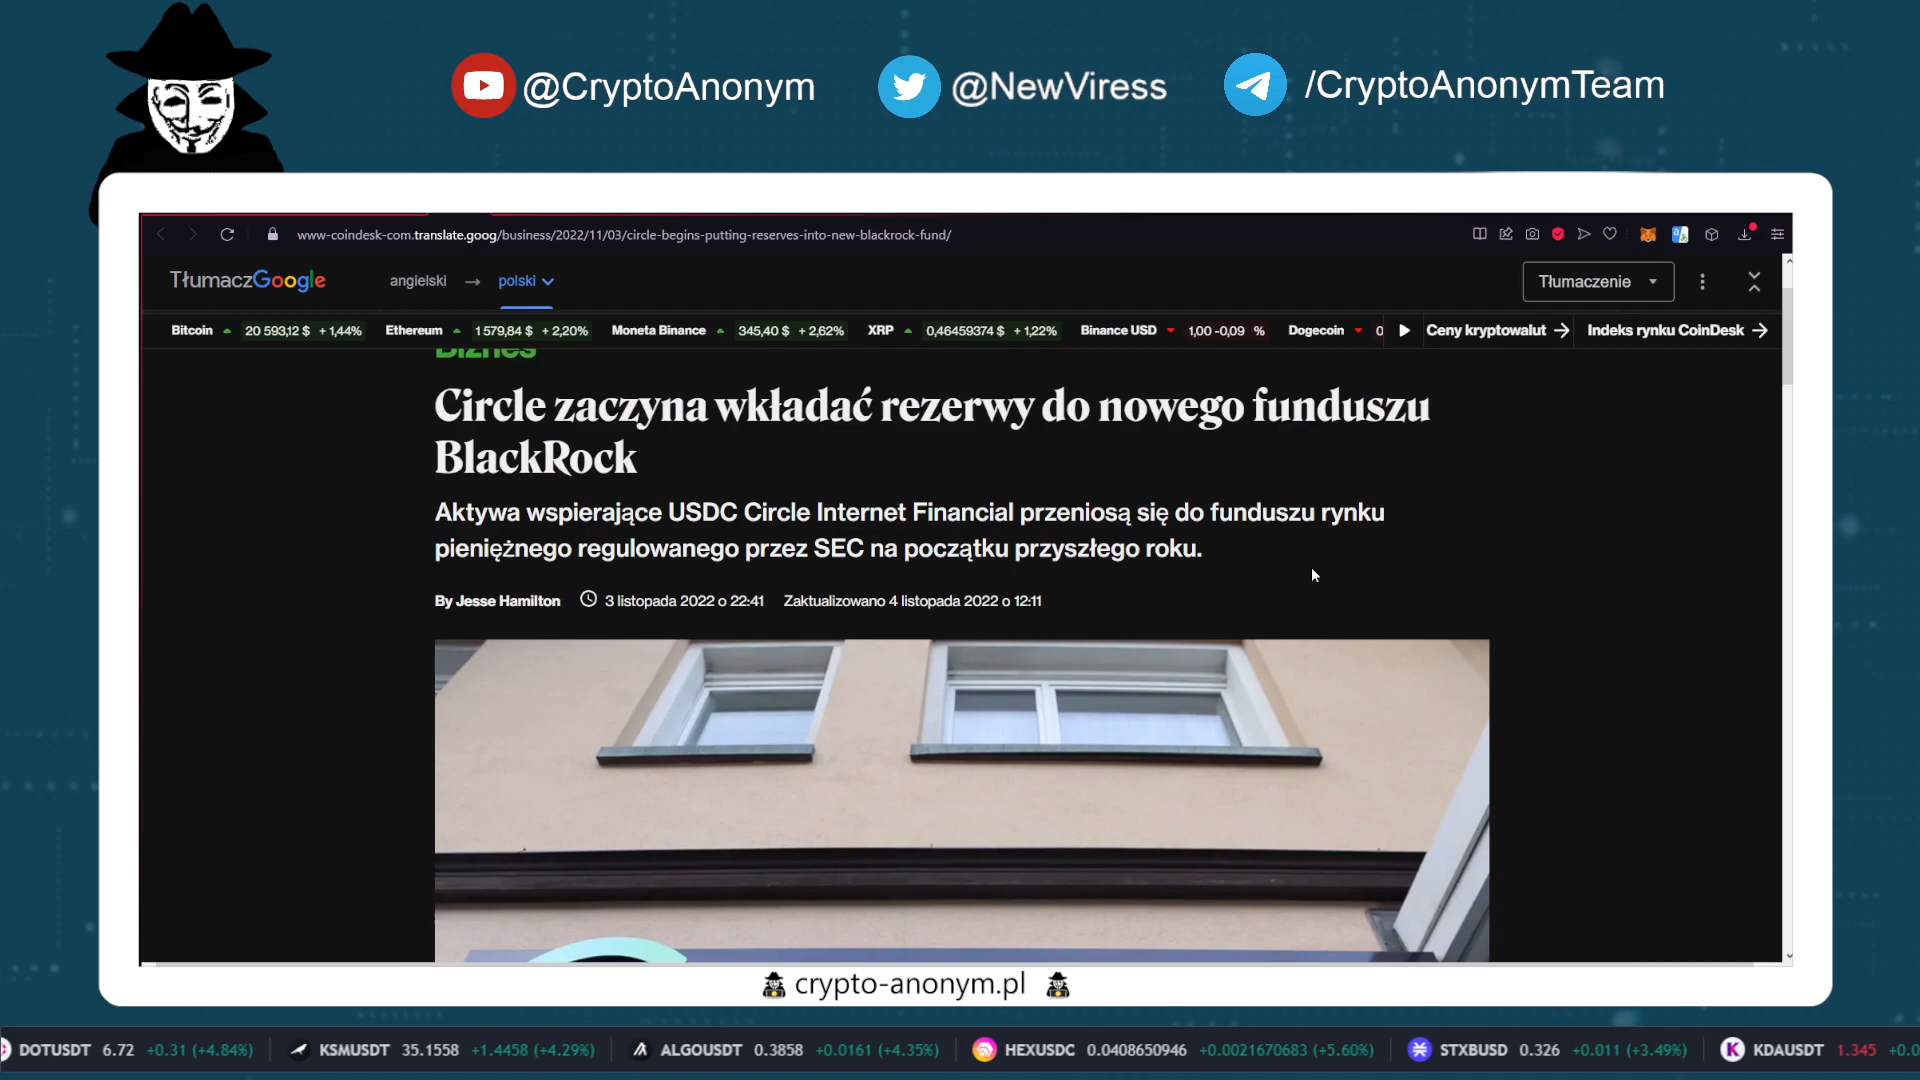 @CryptoAnonym @NewViress /CryptoAnonymTeam
www-coindesk-com.translate.goog/business/2022/11/03/circle-begins-putting-reserves-into-new-blackrock-fund/
TłumaczGoogle angielski → polski Tłumaczenie
Bitcoin 20 593,12 $ +1,44% Ethereum 1 579,84 $ +2,20% Moneta Binance 345,40 $ +2,62% XRP 0,46459374 $ +1,22% Binance USD 1,00 -0,09 % Dogecoin 0 Ceny kryptowalut → Indeks rynku CoinDesk →
Biznes
Circle zaczyna wkładać rezerwy do nowego funduszu
BlackRock
Aktywa wspierające USDC Circle Internet Financial przeniosą się do funduszu rynku
pieniężnego regulowanego przez SEC na początku przyszłego roku.
By Jesse Hamilton 3 listopada 2022 o 22:41 Zaktualizowano 4 listopada 2022 o 12:11
crypto-anonym.pl
DOTUSDT 6.72 +0.31 (+4.84%) KSMUSDT 35.1558 +1.4458 (+4.29%) ALGOUSDT 0.3858 +0.0161 (+4.35%) HEXUSDC 0.0408650946 +0.0021670683 (+5.60%) STXBUSD 0.326 +0.011 (+3.49%) KDAUSDT 1.345 +0.0